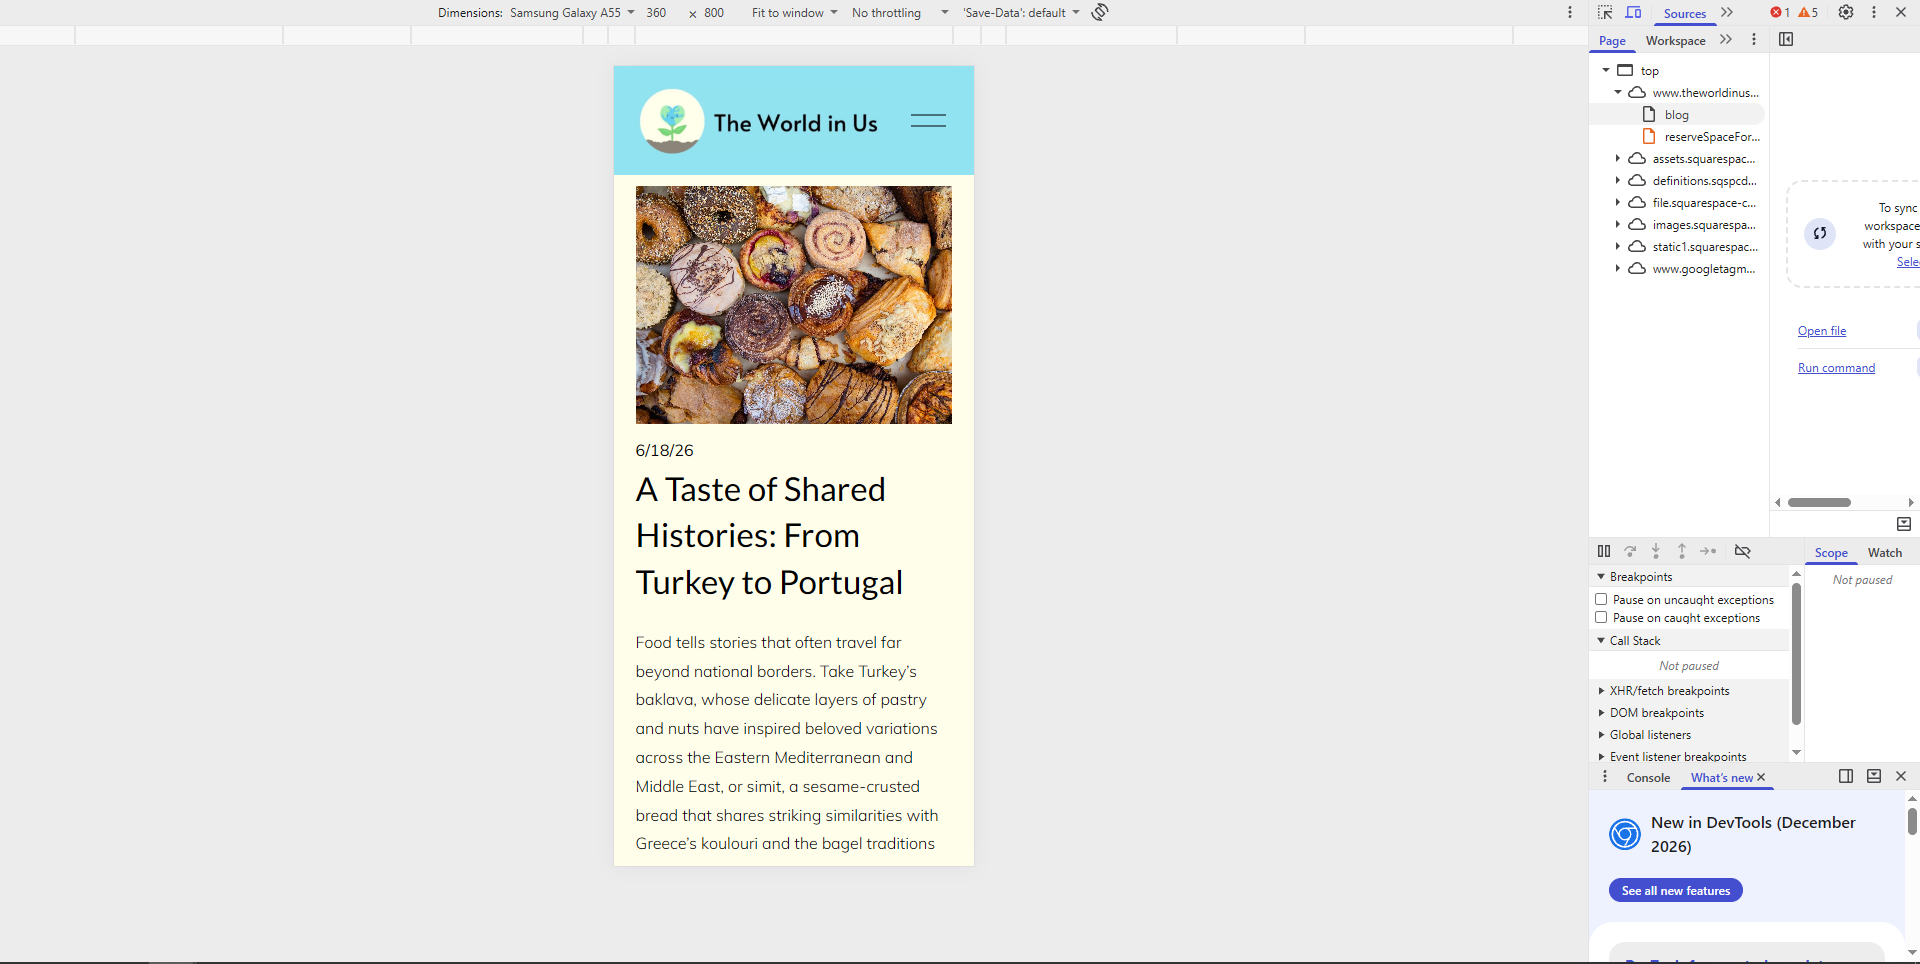 Dimensions: Samsung Galaxy A55 360 × 800 Fit to window No throttling 'Save-Data': default
Sources 1 5
Page Workspace
top
www.theworldinus...
blog
reserveSpaceFor...
assets.squarespac...
definitions.sqspcd...
file.squarespace-c...
images.squarespa...
static1.squarespac...
www.googletagm...
To sync
workspace
with your s
Selec
Open file
Run command
The World in Us
6/18/26
A Taste of Shared
Histories: From
Turkey to Portugal
Food tells stories that often travel far
beyond national borders. Take Turkey’s
baklava, whose delicate layers of pastry
and nuts have inspired beloved variations
across the Eastern Mediterranean and
Middle East, or simit, a sesame-crusted
bread that shares striking similarities with
Greece’s koulouri and the bagel traditions
Scope Watch
Not paused
Breakpoints
Pause on uncaught exceptions
Pause on caught exceptions
Call Stack
Not paused
XHR/fetch breakpoints
DOM breakpoints
Global listeners
Event listener breakpoints
Console What's new
New in DevTools (December
2026)
See all new features